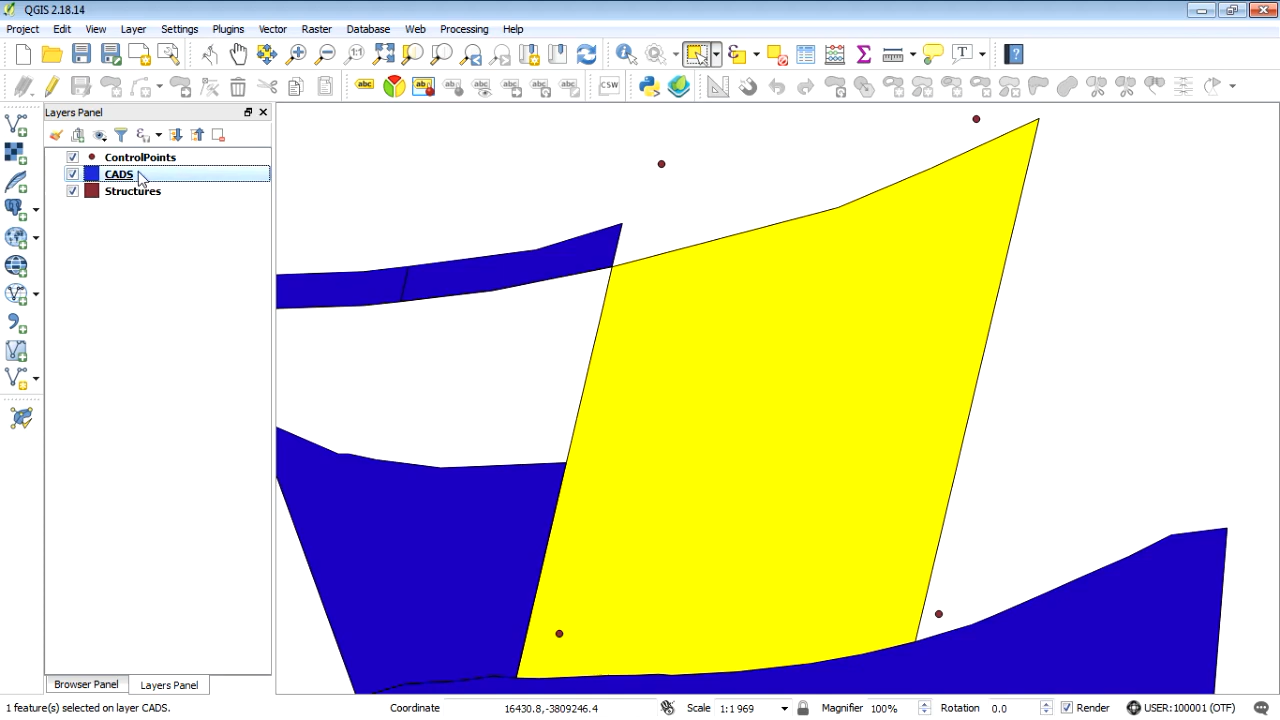 QGIS 2.18.14
Project Edit View Layer Settings Plugins Vector Raster Database Web Processing Help
abc
CSW
Layers Panel
ControlPoints
CADS
Structures
Browser Panel Layers Panel
1 feature(s) selected on layer CADS. Coordinate 16430.8,-3809246.4 Scale 1:1 969 Magnifier 100% Rotation 0.0 Render USER:100001 (OTF)